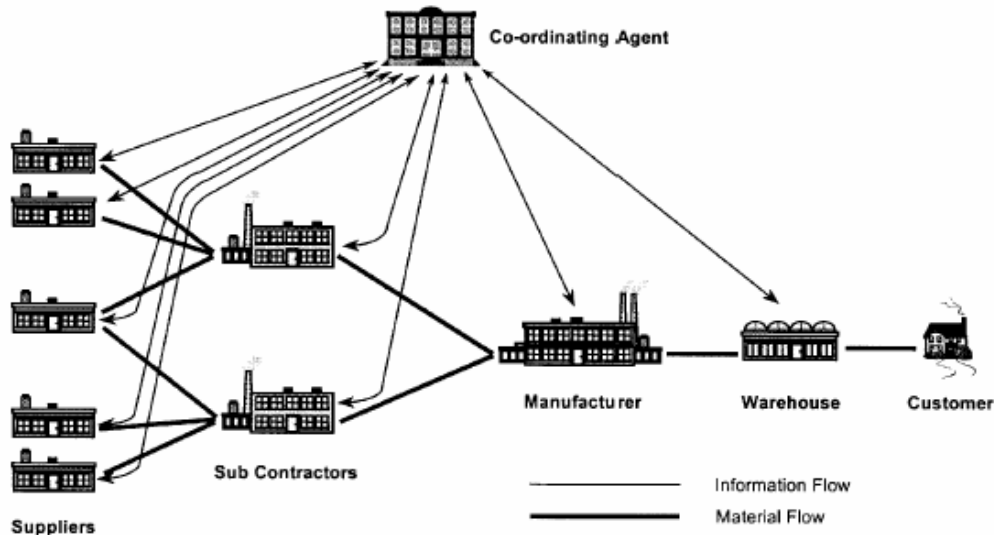 Co-ordinating Agent
Manufacturer
Warehouse
Customer
Sub Contractors
Information Flow
Material Flow
Suppliers